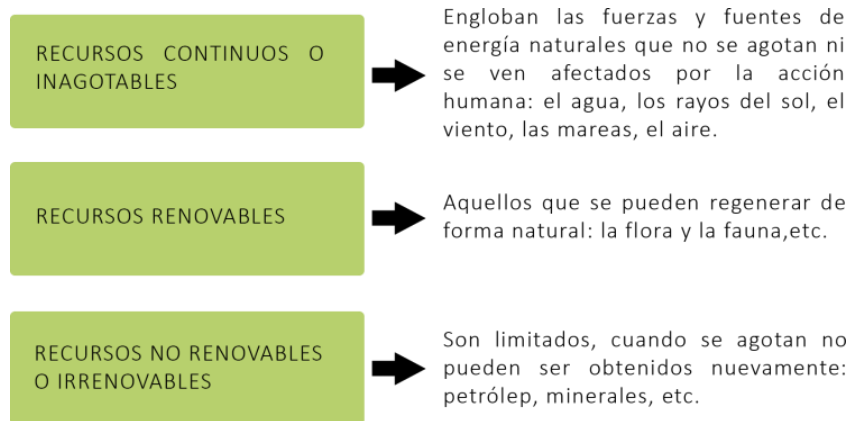 RECURSOS CONTINUOS O
INAGOTABLES
Engloban las fuerzas y fuentes de
energía naturales que no se agotan ni
se ven afectados por la acción
humana: el agua, los rayos del sol, el
viento, las mareas, el aire.
RECURSOS RENOVABLES
Aquellos que se pueden regenerar de
forma natural: la flora y la fauna,etc.
RECURSOS NO RENOVABLES
O IRRENOVABLES
Son limitados, cuando se agotan no
pueden ser obtenidos nuevamente:
petrólep, minerales, etc.